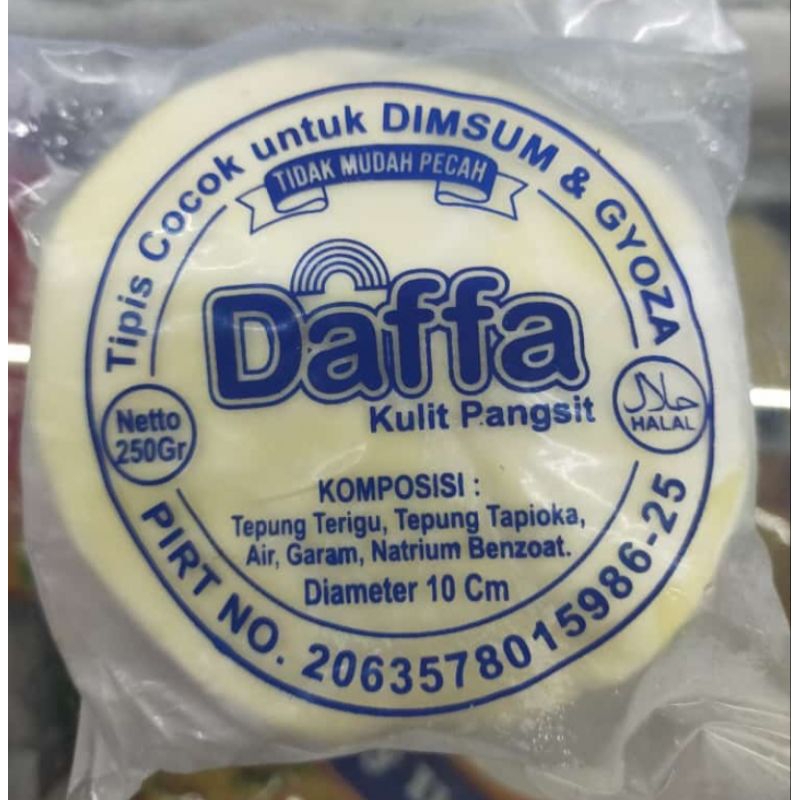 Tipis Cocok untuk DIMSUM & GYOZA
TIDAK MUDAH PECAH
Daffa
Kulit Pangsit
Netto
250Gr
حلال
HALAL
KOMPOSISI :
Tepung Terigu, Tepung Tapioka,
Air, Garam, Natrium Benzoat.
Diameter 10 Cm
PIRT NO. 2063578015986-25